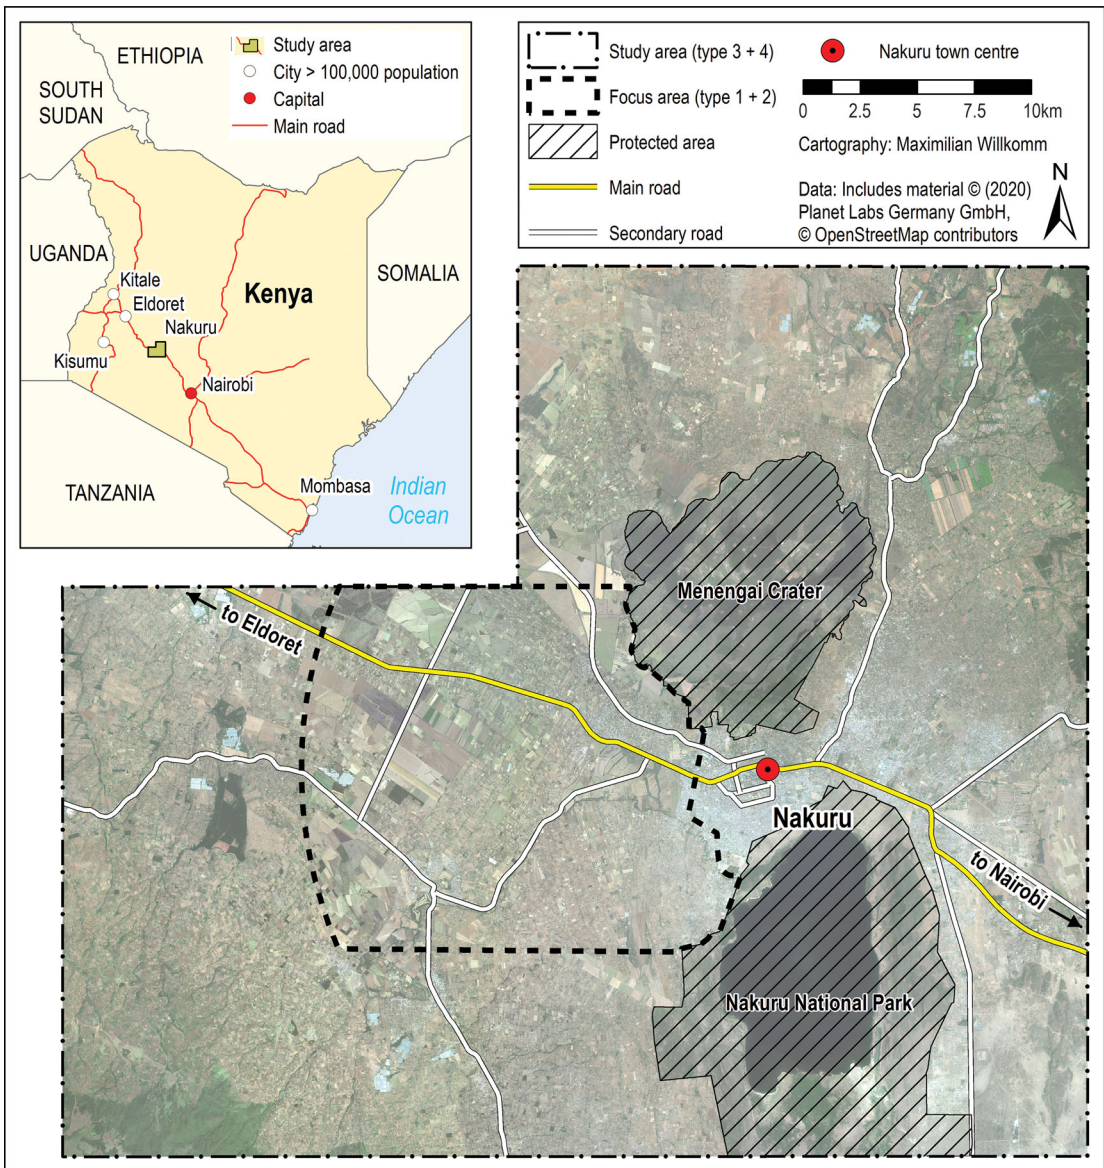 ETHIOPIA
SOUTH
SUDAN
UGANDA
SOMALIA
TANZANIA
Kenya
Kitale
Eldoret
Nakuru
Kisumu
Nairobi
Mombasa
Indian
Ocean
Study area
City > 100,000 population
Capital
Main road
Study area (type 3 + 4)
Focus area (type 1 + 2)
Protected area
Main road
Secondary road
Nakuru town centre
0 2.5 5 7.5 10km
Cartography: Maximilian Willkomm
Data: Includes material © (2020)
Planet Labs Germany GmbH,
© OpenStreetMap contributors
N
Menengai Crater
to Eldoret
Nakuru
to Nairobi
Nakuru National Park